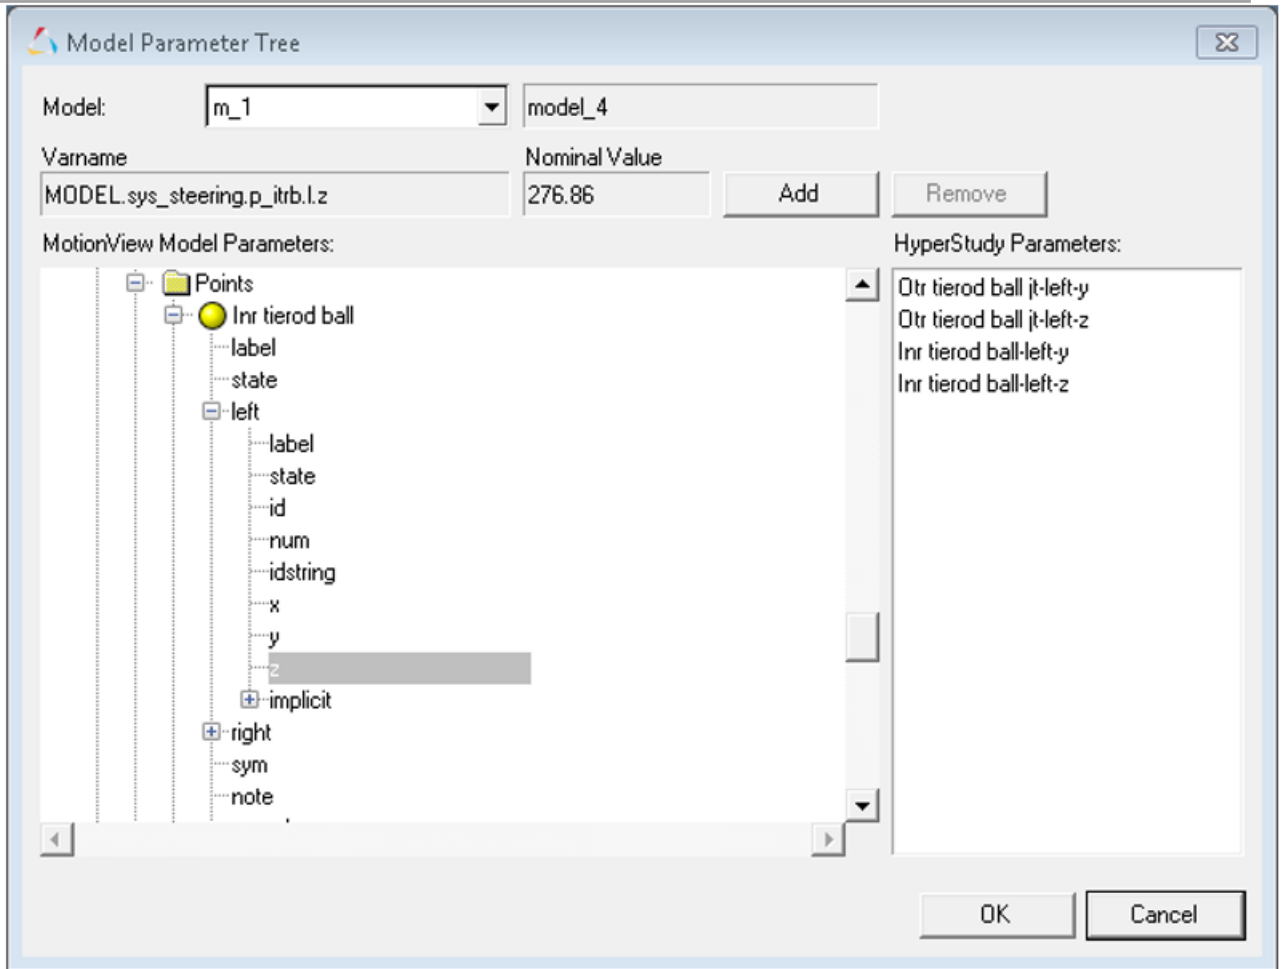 Model Parameter Tree
Model: m_1 model_4
Varname Nominal Value
MODEL.sys_steering.p_itrb.l.z 276.86 Add Remove
MotionView Model Parameters: HyperStudy Parameters:
Points
Inr tierod ball
label
state
left
label
state
id
num
idstring
x
y
z
implicit
right
sym
note
Otr tierod ball jt-left-y
Otr tierod ball jt-left-z
Inr tierod ball-left-y
Inr tierod ball-left-z
OK Cancel